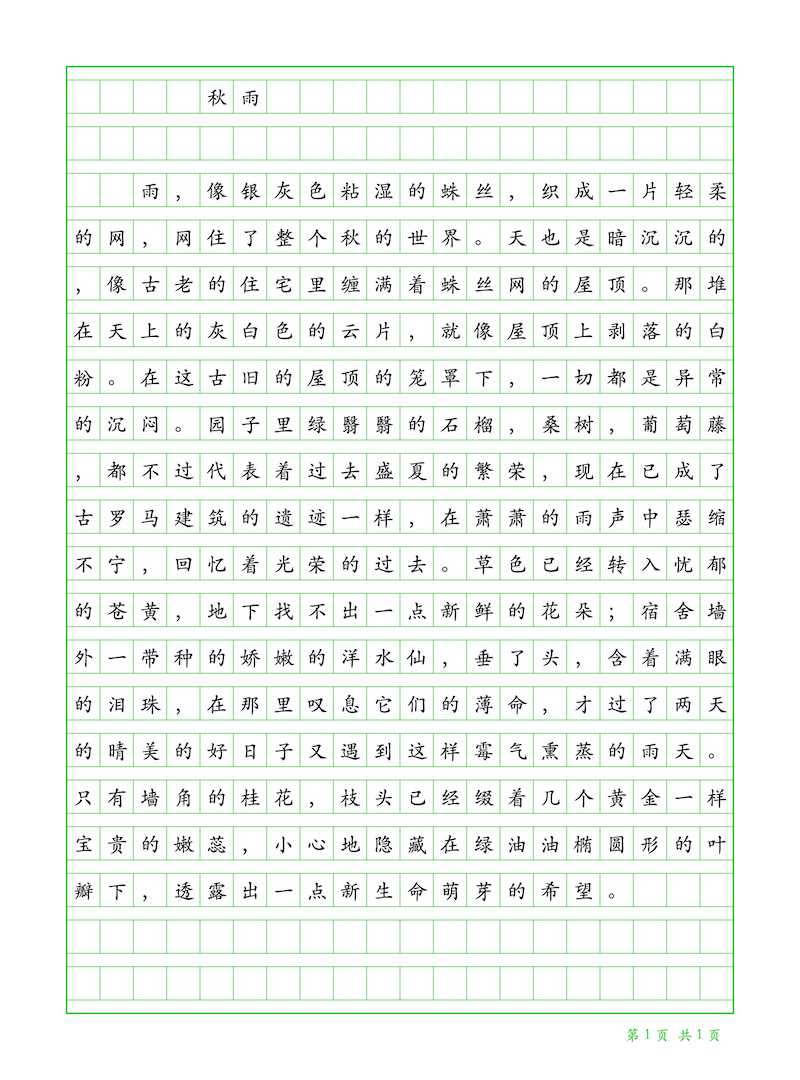 秋雨
雨，像银灰色粘湿的蛛丝，织成一片轻柔
的网，网住了整个秋的世界。天也是暗沉沉的
，像古老的住宅里缠满着蛛丝网的屋顶。那堆
在天上的灰白色的云片，就像屋顶上剥落的白
粉。在这古旧的屋顶的笼罩下，一切都是异常
的沉闷。园子里绿翳翳的石榴，桑树，葡萄藤
，都不过代表着过去盛夏的繁荣，现在已成了
古罗马建筑的遗迹一样，在萧萧的雨声中瑟缩
不宁，回忆着光荣的过去。草色已经转入忧郁
的苍黄，地下找不出一点新鲜的花朵；宿舍墙
外一带种的娇嫩的洋水仙，垂了头，含着满眼
的泪珠，在那里叹息它们的薄命，才过了两天
的晴美的好日子又遇到这样霉气熏蒸的雨天。
只有墙角的桂花，枝头已经缀着几个黄金一样
宝贵的嫩蕊，小心地隐藏在绿油油椭圆形的叶
瓣下，透露出一点新生命萌芽的希望。
第1页 共1页